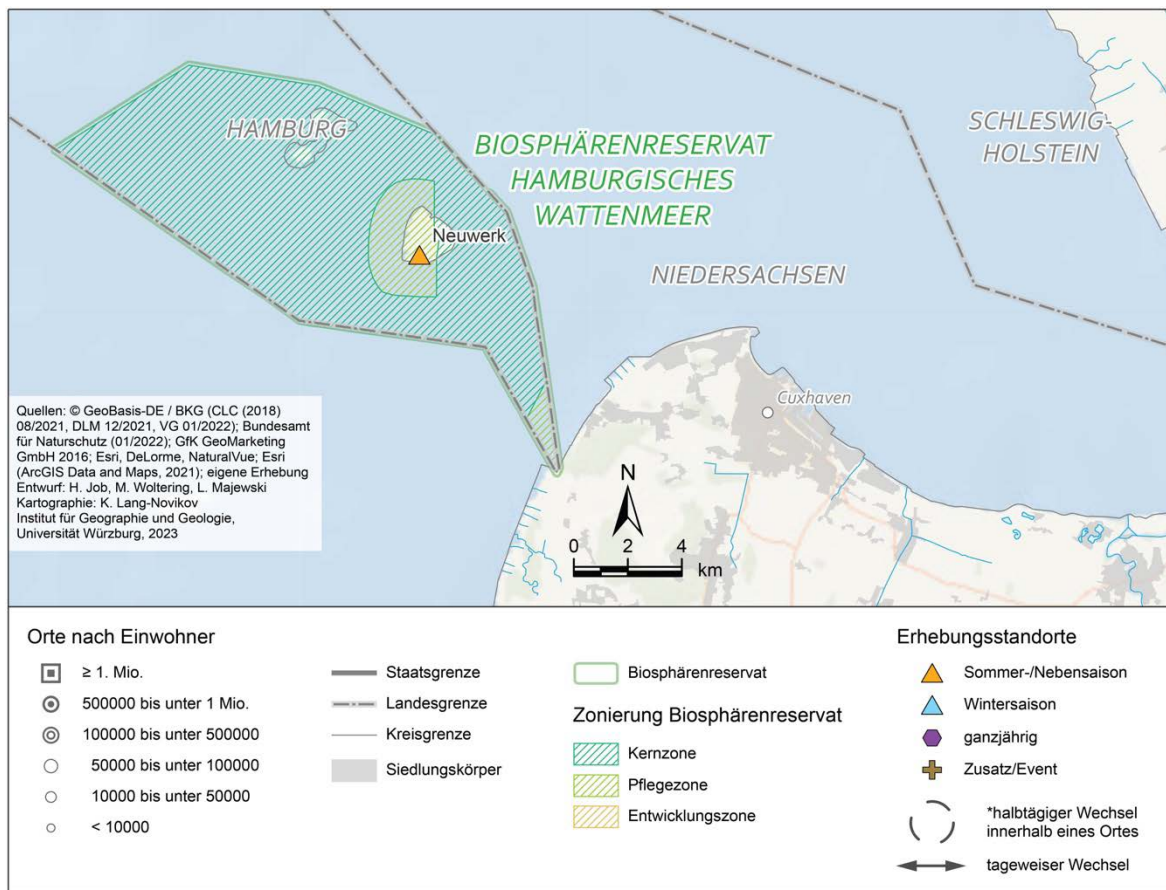 HAMBURG-
BIOSPHÄRENRESERVAT
HAMBURGISCHES
WATTENMEER
SCHLESWIG-
HOLSTEIN
Neuwerk
NIEDERSACHSEN
Cuxhaven
Quellen: © GeoBasis-DE / BKG (CLC (2018)
08/2021, DLM 12/2021, VG 01/2022); Bundesamt
für Naturschutz (01/2022); GfK GeoMarketing
GmbH 2016; Esri, DeLorme, NaturalVue; Esri
(ArcGIS Data and Maps, 2021); eigene Erhebung
Entwurf: H. Job, M. Woltering, L. Majewski
Kartographie: K. Lang-Novikov
Institut für Geographie und Geologie,
Universität Würzburg, 2023
N
0 2 4
km
Orte nach Einwohner
≥ 1. Mio.
500000 bis unter 1 Mio.
100000 bis unter 500000
50000 bis unter 100000
10000 bis unter 50000
< 10000
Staatsgrenze
Landesgrenze
Kreisgrenze
Siedlungskörper
Biosphärenreservat
Zonierung Biosphärenreservat
Kernzone
Pflegezone
Entwicklungszone
Erhebungsstandorte
Sommer-/Nebensaison
Wintersaison
ganzjährig
Zusatz/Event
*halbtägiger Wechsel
innerhalb eines Ortes
tageweiser Wechsel